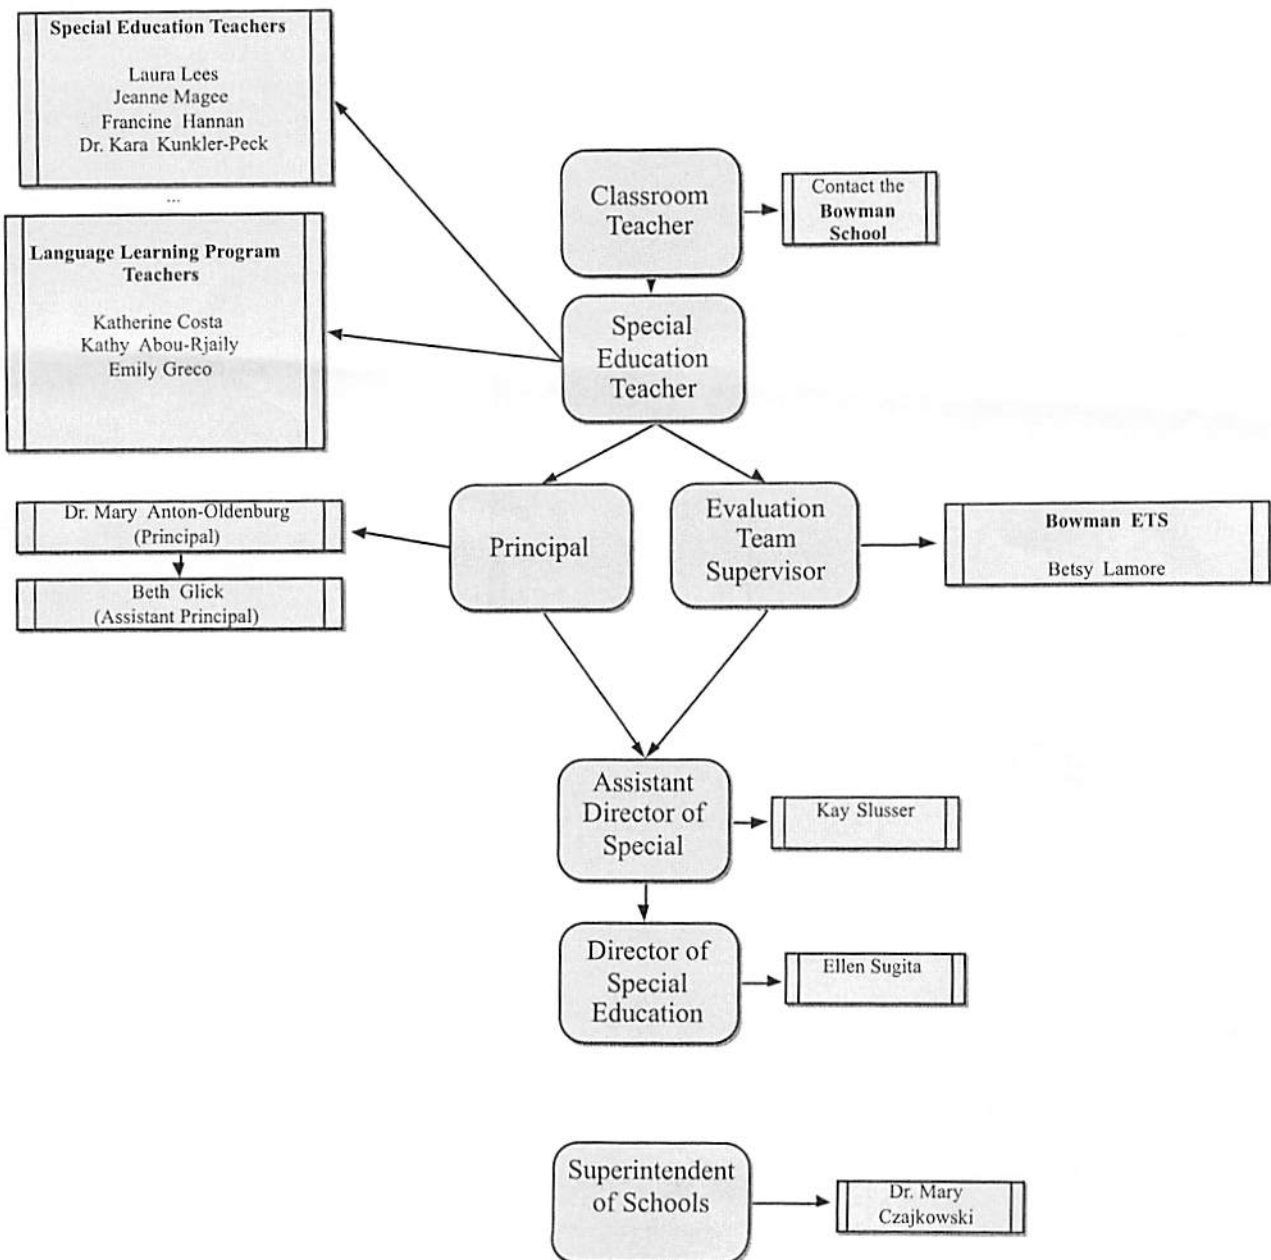 Special Education Teachers
Laura Lees
Jeanne Magee
Francine Hannan
Dr. Kara Kunkler-Peck
...
Language Learning Program
Teachers
Katherine Costa
Kathy Abou-Rjaily
Emily Greco
Classroom
Teacher
Contact the
Bowman
School
Special
Education
Teacher
Dr. Mary Anton-Oldenburg
(Principal)
Beth Glick
(Assistant Principal)
Principal
Evaluation
Team
Supervisor
Bowman ETS
Betsy Lamore
Assistant
Director of
Special
Kay Slusser
Director of
Special
Education
Ellen Sugita
Superintendent
of Schools
Dr. Mary
Czajkowski